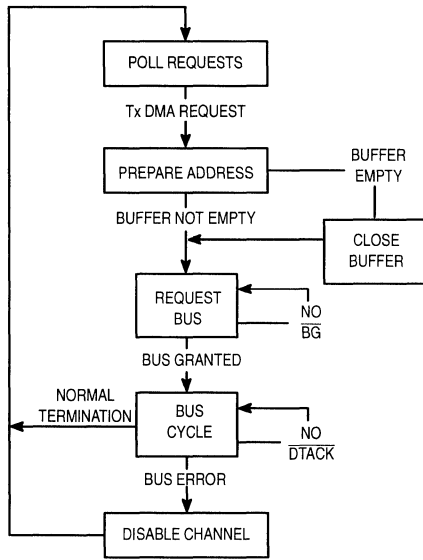 POLL REQUESTS
Tx DMA REQUEST
PREPARE ADDRESS
BUFFER
EMPTY
BUFFER NOT EMPTY
CLOSE
BUFFER
REQUEST
BUS
NO
BG
BUS GRANTED
NORMAL
TERMINATION
BUS
CYCLE
NO
DTACK
BUS ERROR
DISABLE CHANNEL